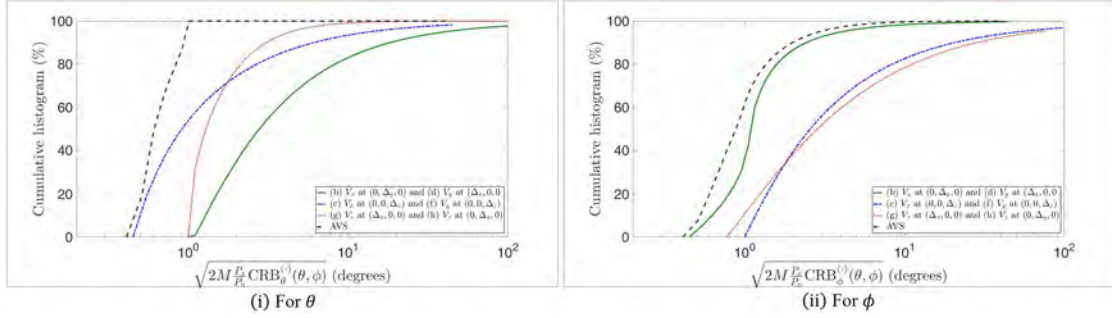 Cumulative histogram (%)
100
80
60
40
20
0
(b) V_x at (0, Δ_y, 0) and (d) V_y at (Δ_x, 0, 0
at (0, 0, Δ_z) and (f) V_y at (0, 0, Δ_z)
(g) V_z at (Δ_x, 0, 0) and (h) V_z at (0, Δ_y, 0)
AVS
10^0 10^1 10^2
√2M P_s/P_n CRB_θ^(·)(θ, ϕ) (degrees)
(i) For θ
Cumulative histogram (%)
100
80
60
40
20
0
(b) V_x at (0, Δ_y, 0) and (d) V_y at (Δ_x, 0, 0
at (0, 0, Δ_z) and (f) V_y at (0, 0, Δ_z)
(g) V_z at (Δ_x, 0, 0) and (h) V_z at (0, Δ_y, 0)
AVS
10^0 10^1 10^2
√2M P_s/P_n CRB_ϕ^(·)(θ, ϕ) (degrees)
(ii) For ϕ